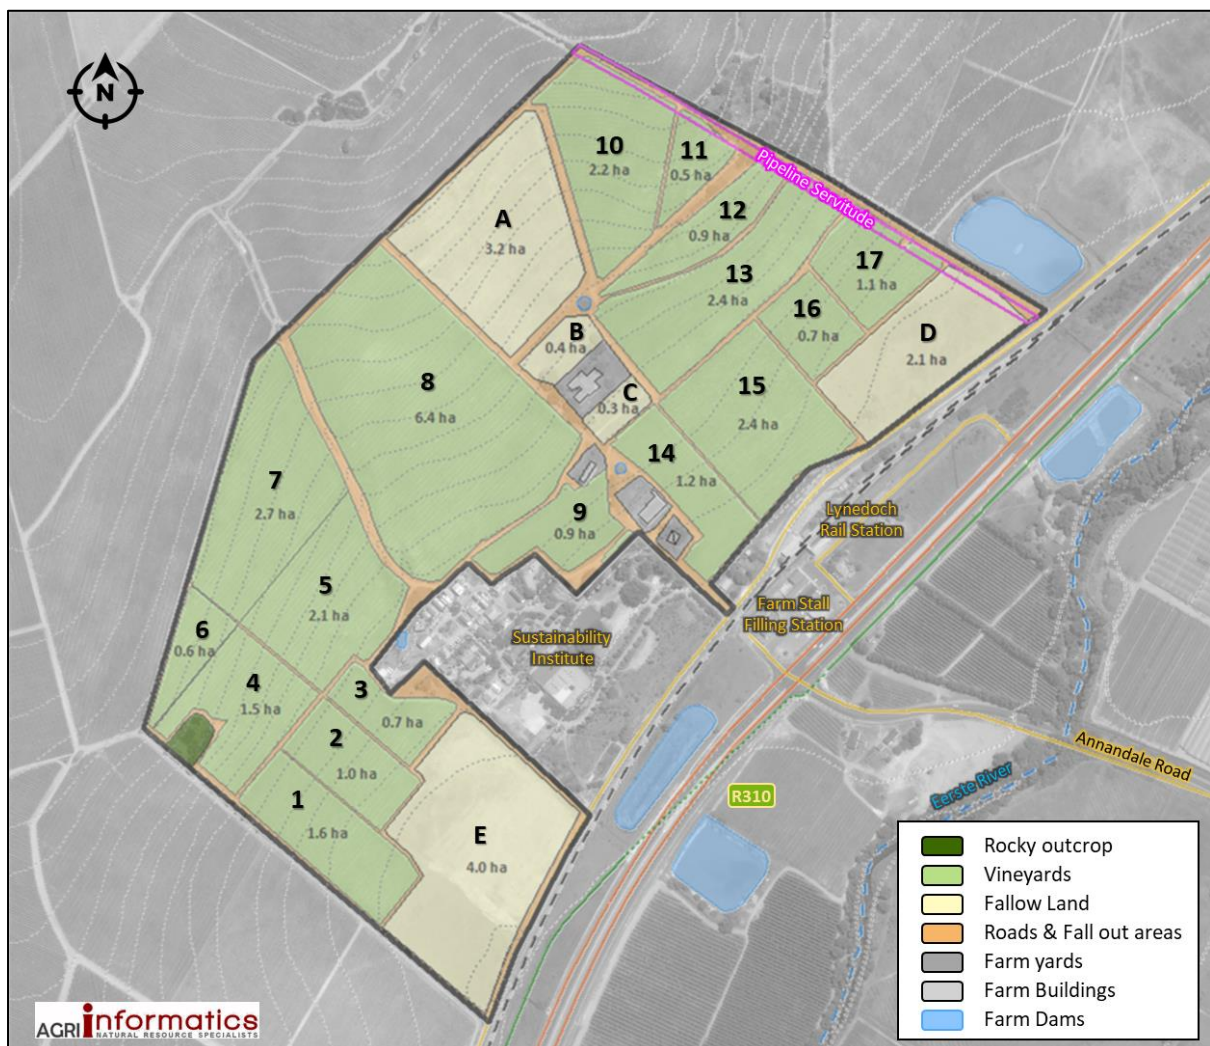 N
10
2.2 ha
11
0.5 ha
Pipeline Servitude
A
3.2 ha
12
0.9 ha
13
2.4 ha
17
1.1 ha
16
0.7 ha
D
2.1 ha
B
0.4 ha
C
0.3 ha
8
6.4 ha
15
2.4 ha
14
1.2 ha
7
2.7 ha
9
0.9 ha
Lynedoch
Rail Station
5
2.1 ha
Farm Stall
Filling Station
6
0.6 ha
Sustainability
Institute
4
1.5 ha
3
0.7 ha
2
1.0 ha
Annandale Road
Eerste River
R310
1
1.6 ha
E
4.0 ha
Rocky outcrop
Vineyards
Fallow Land
Roads & Fall out areas
Farm yards
Farm Buildings
Farm Dams
AGRI informatics
NATURAL RESOURCE SPECIALISTS